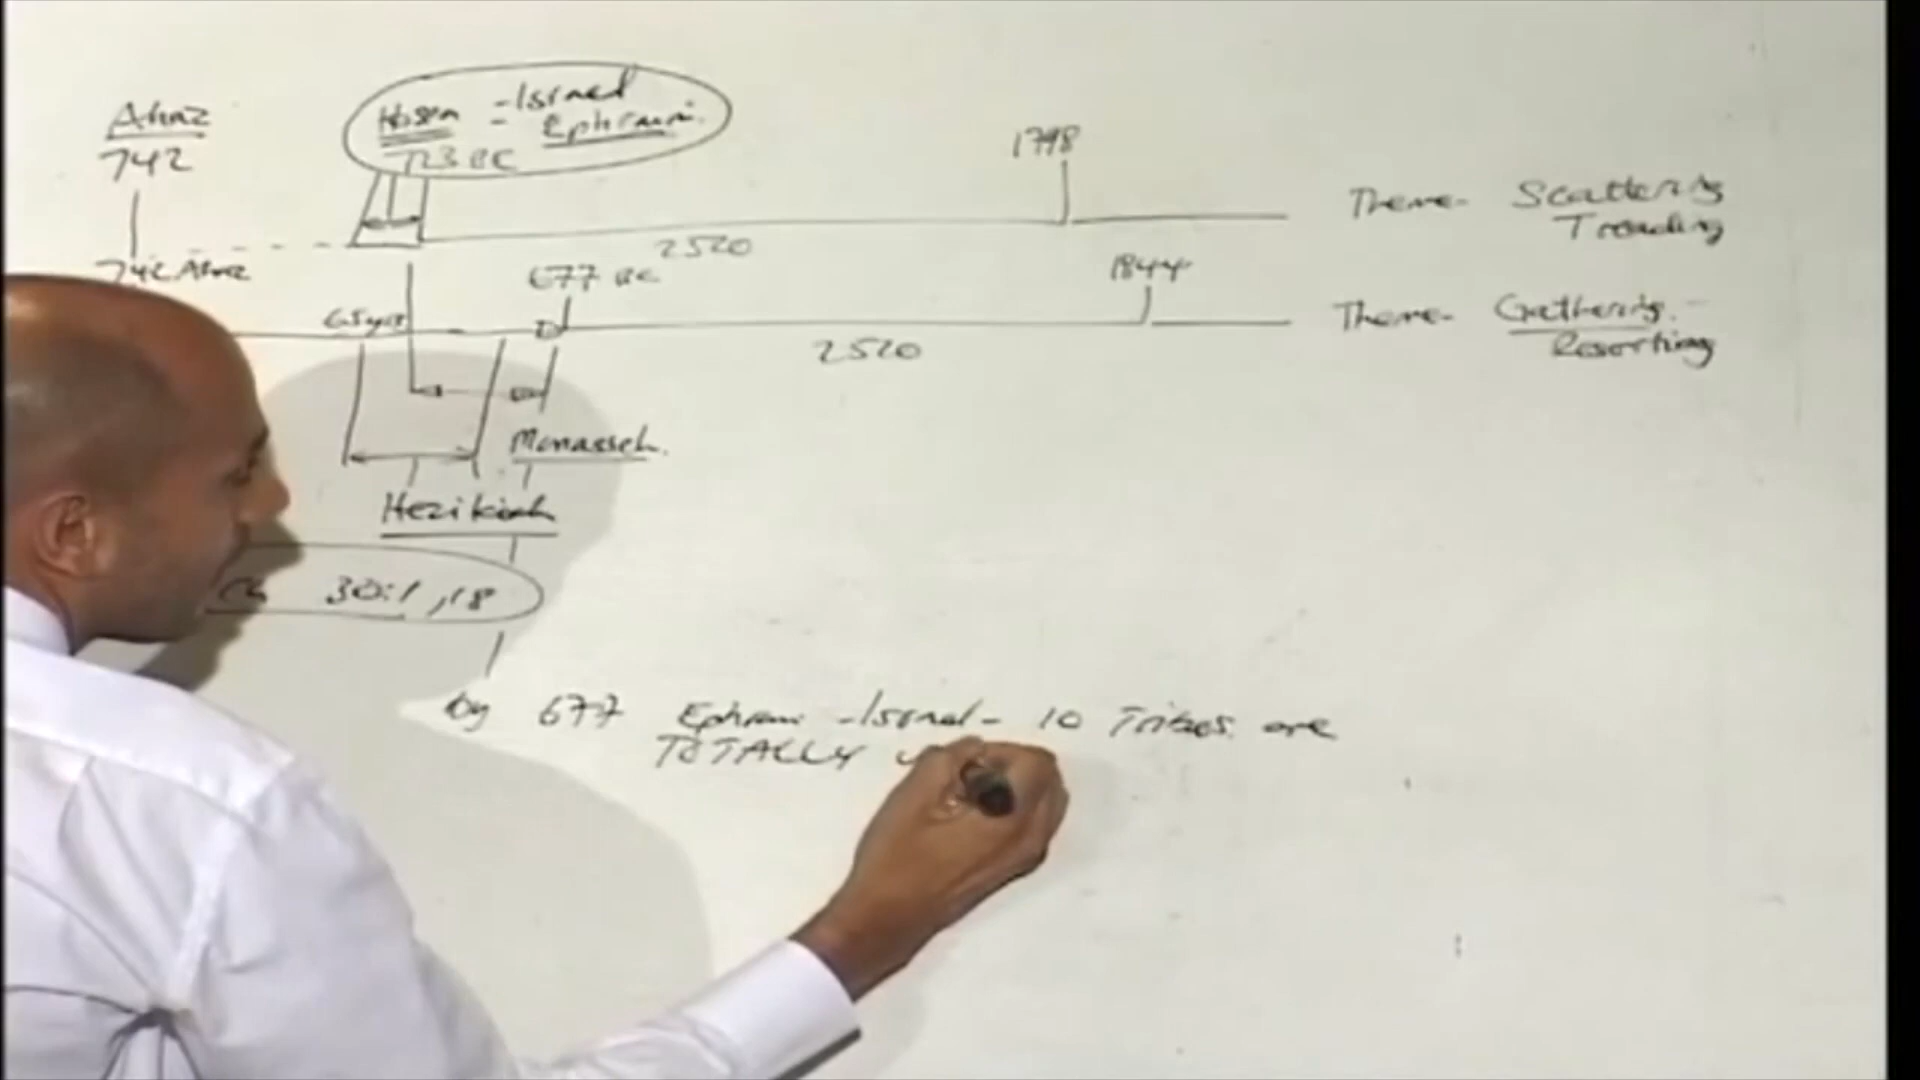 Ahaz
742
Hosea - Israel
- Ephraim.
723 BC
1798
Theme- Scattering
Treading
2520
742 Ahaz
677 BC
1844
65yrs
Theme- Gathering. -
2520
Manasseh.
Hezikiah
Ch 30:1,18
by 677 Ephraim -Israel- 10 Tribes are
TOTALLY